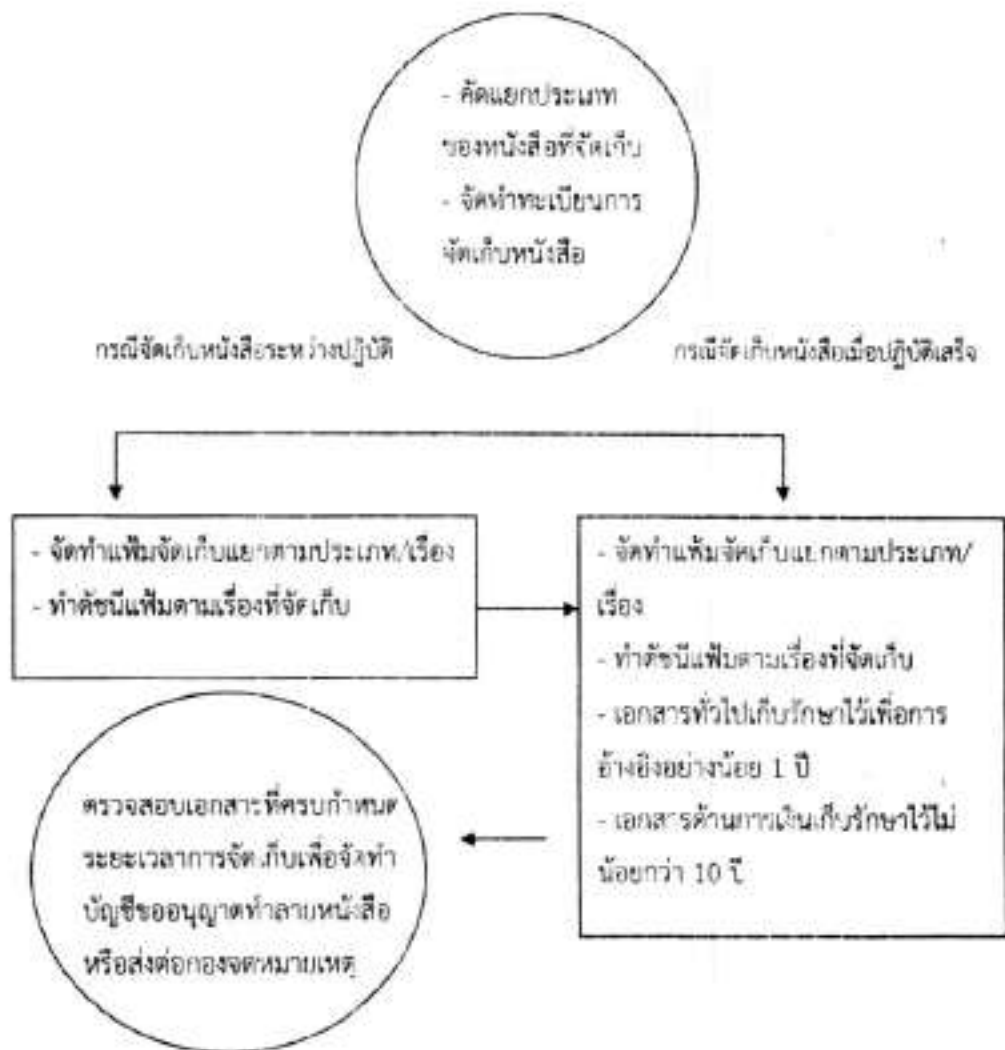 - คัดแยกประเภท
ของหนังสือที่จัดเก็บ
- จัดทำทะเบียนการ
จัดเก็บหนังสือ
กรณีจัดเก็บหนังสือระหว่างปฏิบัติ
กรณีจัดเก็บหนังสือเมื่อปฏิบัติเสร็จ
- จัดทำแฟ้มจัดเก็บแยกตามประเภท/เรื่อง
- ทำดัชนีแฟ้มตามเรื่องที่จัดเก็บ
- จัดทำแฟ้มจัดเก็บแยกตามประเภท/
เรื่อง
- ทำดัชนีแฟ้มตามเรื่องที่จัดเก็บ
- เอกสารทั่วไปเก็บรักษาไว้เพื่อการ
อ้างอิงอย่างน้อย 1 ปี
- เอกสารด้านการเงินเก็บรักษาไว้ไม่
น้อยกว่า 10 ปี
ตรวจสอบเอกสารที่ครบกำหนด
ระยะเวลาการจัดเก็บเพื่อจัดทำ
บัญชีขออนุญาตทำลายหนังสือ
หรือส่งต่อกองจดหมายเหตุ